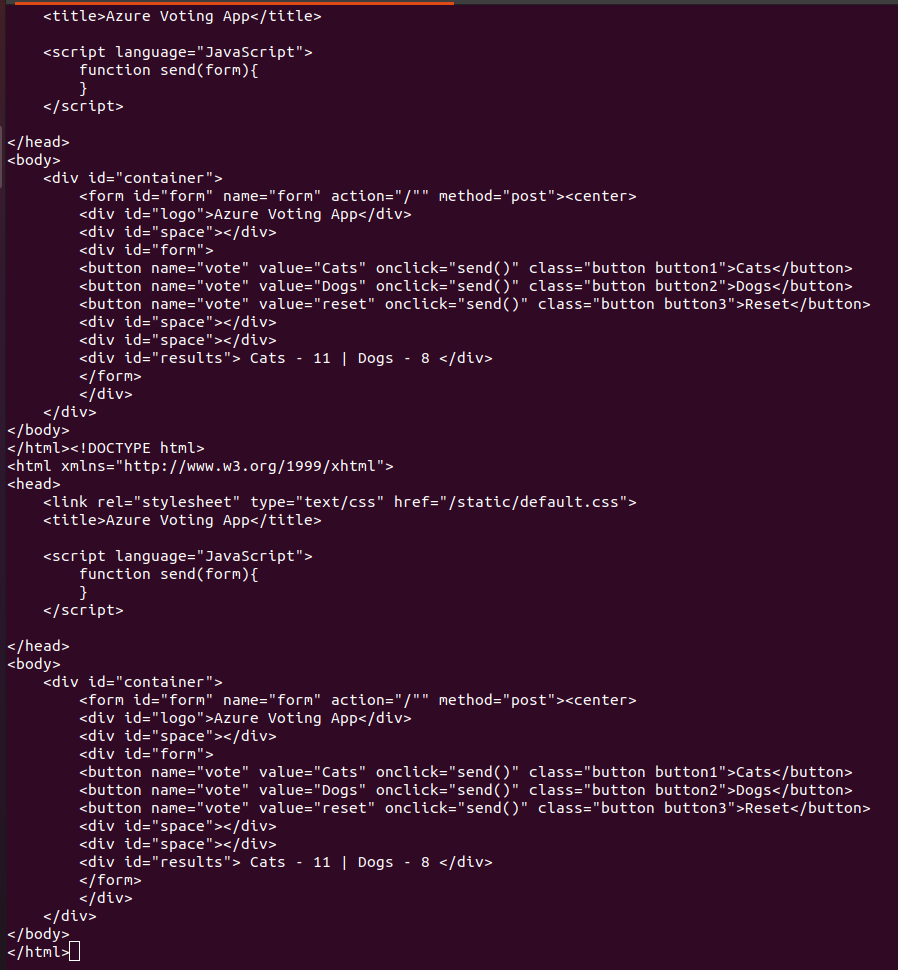 <title>Azure Voting App</title>

    <script language="JavaScript">
        function send(form){
        }
    </script>

</head>
<body>
    <div id="container">
        <form id="form" name="form" action="/"" method="post"><center>
        <div id="logo">Azure Voting App</div>
        <div id="space"></div>
        <div id="form">
        <button name="vote" value="Cats" onclick="send()" class="button button1">Cats</button>
        <button name="vote" value="Dogs" onclick="send()" class="button button2">Dogs</button>
        <button name="vote" value="reset" onclick="send()" class="button button3">Reset</button>
        <div id="space"></div>
        <div id="space"></div>
        <div id="results"> Cats - 11 | Dogs - 8 </div>
        </form>
        </div>
    </div>
</body>
</html><!DOCTYPE html>
<html xmlns="http://www.w3.org/1999/xhtml">
<head>
    <link rel="stylesheet" type="text/css" href="/static/default.css">
    <title>Azure Voting App</title>

    <script language="JavaScript">
        function send(form){
        }
    </script>

</head>
<body>
    <div id="container">
        <form id="form" name="form" action="/"" method="post"><center>
        <div id="logo">Azure Voting App</div>
        <div id="space"></div>
        <div id="form">
        <button name="vote" value="Cats" onclick="send()" class="button button1">Cats</button>
        <button name="vote" value="Dogs" onclick="send()" class="button button2">Dogs</button>
        <button name="vote" value="reset" onclick="send()" class="button button3">Reset</button>
        <div id="space"></div>
        <div id="space"></div>
        <div id="results"> Cats - 11 | Dogs - 8 </div>
        </form>
        </div>
    </div>
</body>
</html>